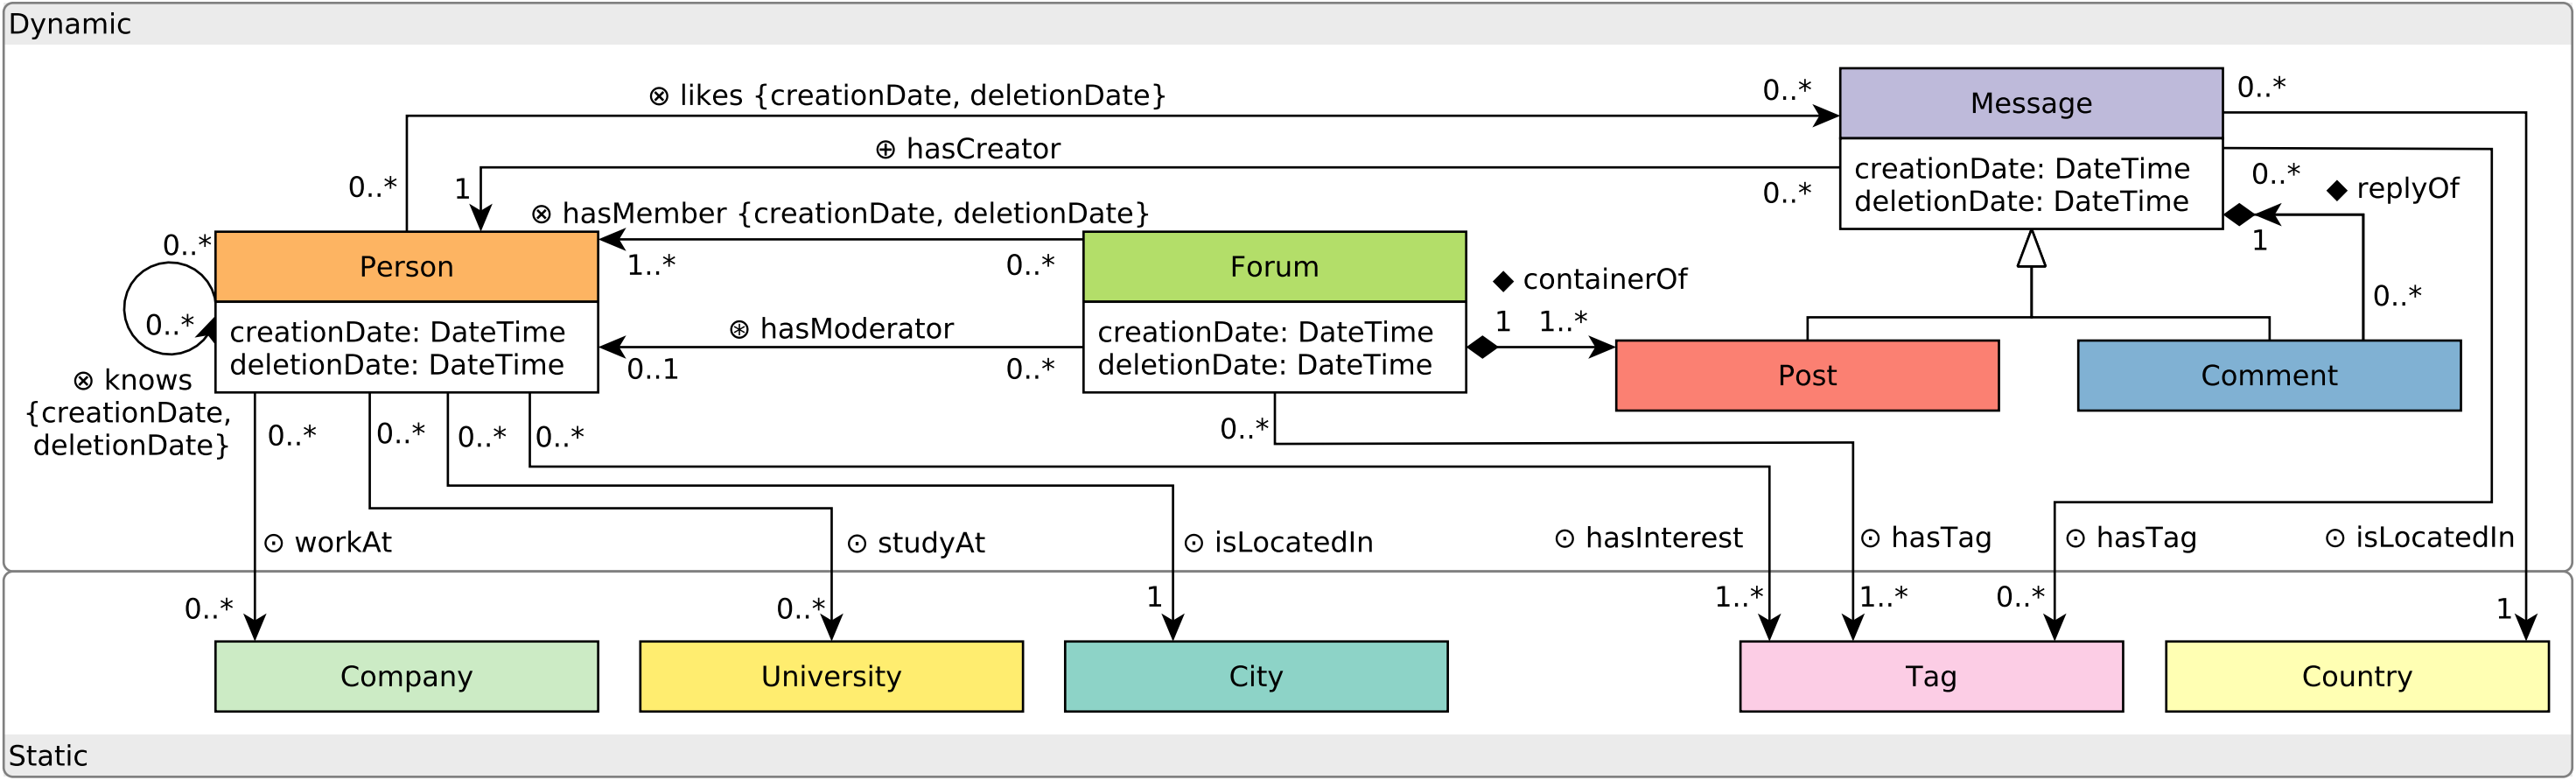 Dynamic
⊗ likes {creationDate, deletionDate}
0..*
Message
0..*
⊕ hasCreator
creationDate: DateTime
deletionDate: DateTime
0..*
◆ replyOf
0..*
1
0..*
⊗ hasMember {creationDate, deletionDate}
1
0..*
0..*
Person
1..*
0..*
Forum
◆ containerOf
0..*
0..*
creationDate: DateTime
deletionDate: DateTime
⊛ hasModerator
0..1
0..*
creationDate: DateTime
deletionDate: DateTime
1
1..*
Post
Comment
⊗ knows
{creationDate,
deletionDate}
0..*
0..*
0..*
0..*
0..*
⊙ workAt
⊙ studyAt
⊙ isLocatedIn
⊙ hasInterest
⊙ hasTag
⊙ hasTag
⊙ isLocatedIn
0..*
0..*
1
1..*
1..*
0..*
1
Company
University
City
Tag
Country
Static